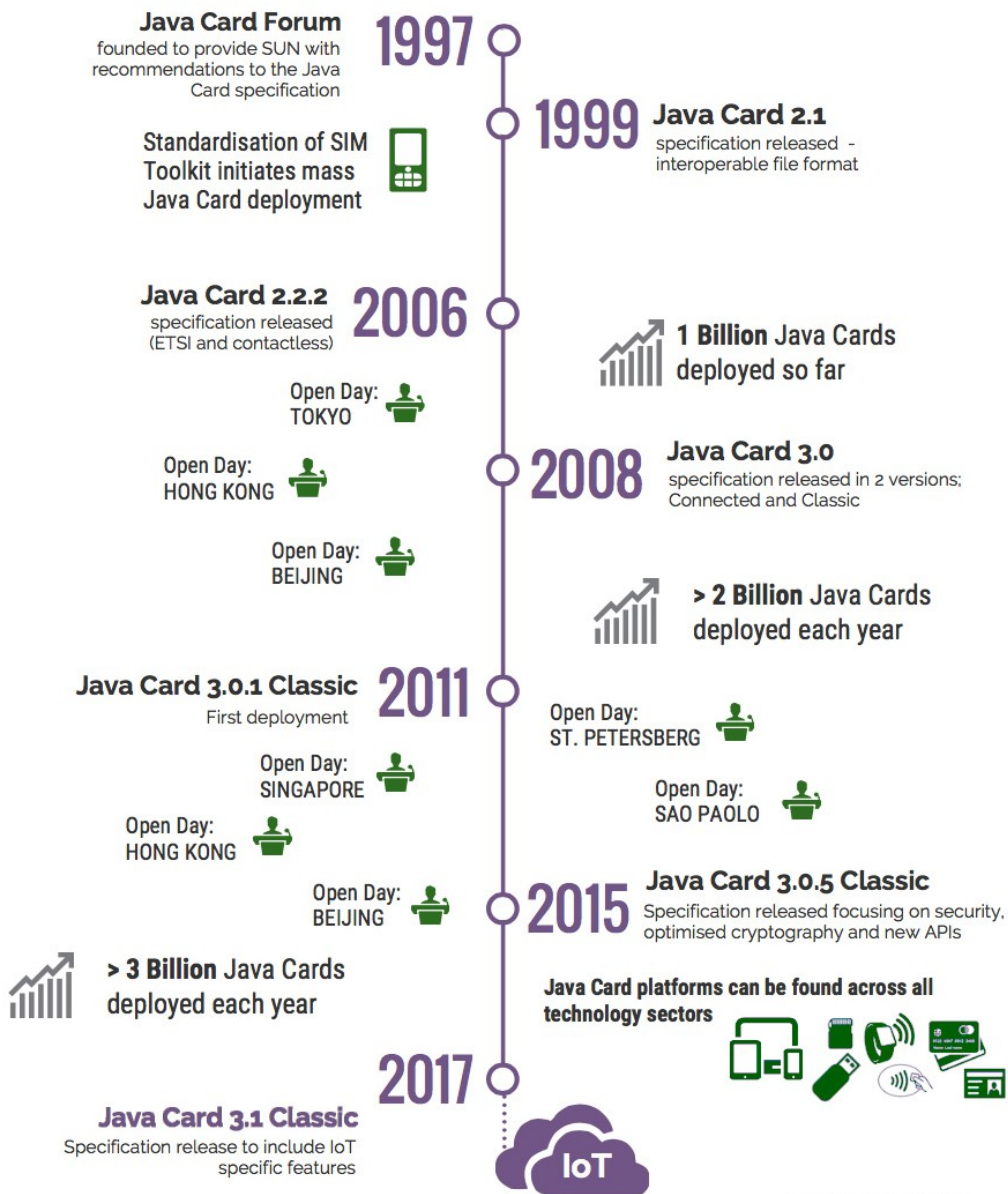 Java Card Forum
founded to provide SUN with
recommendations to the Java
Card specification
1997
1999
Java Card 2.1
specification released -
interoperable file format
Standardisation of SIM
Toolkit initiates mass
Java Card deployment
Java Card 2.2.2
specification released
(ETSI and contactless)
2006
1 Billion Java Cards
deployed so far
Open Day:
TOKYO
Open Day:
HONG KONG
2008
Java Card 3.0
specification released in 2 versions;
Connected and Classic
Open Day:
BEIJING
> 2 Billion Java Cards
deployed each year
Java Card 3.0.1 Classic
First deployment
2011
Open Day:
ST. PETERSBERG
Open Day:
SINGAPORE
Open Day:
SAO PAOLO
Open Day:
HONG KONG
Open Day:
BEIJING
2015
Java Card 3.0.5 Classic
Specification released focusing on security,
optimised cryptography and new APIs
> 3 Billion Java Cards
deployed each year
Java Card platforms can be found across all
technology sectors
2017
Java Card 3.1 Classic
Specification release to include IoT
specific features
IoT